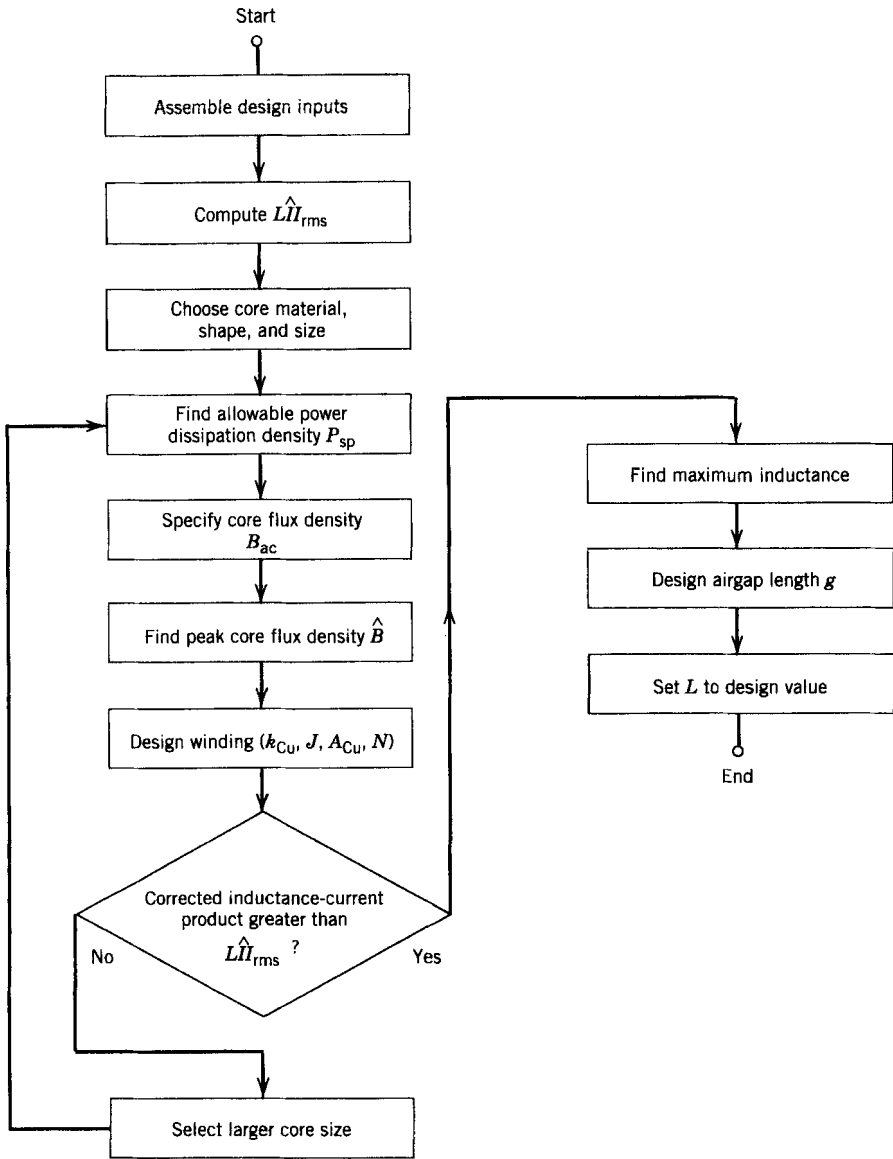 Start
Assemble design inputs
Compute LÎI_rms
Choose core material,
shape, and size
Find allowable power
dissipation density P_sp
Specify core flux density
B_ac
Find peak core flux density B̂
Design winding (k_Cu, J, A_Cu, N)
Corrected inductance-current
product greater than
LÎI_rms ?
No
Yes
Select larger core size
Find maximum inductance
Design airgap length g
Set L to design value
End